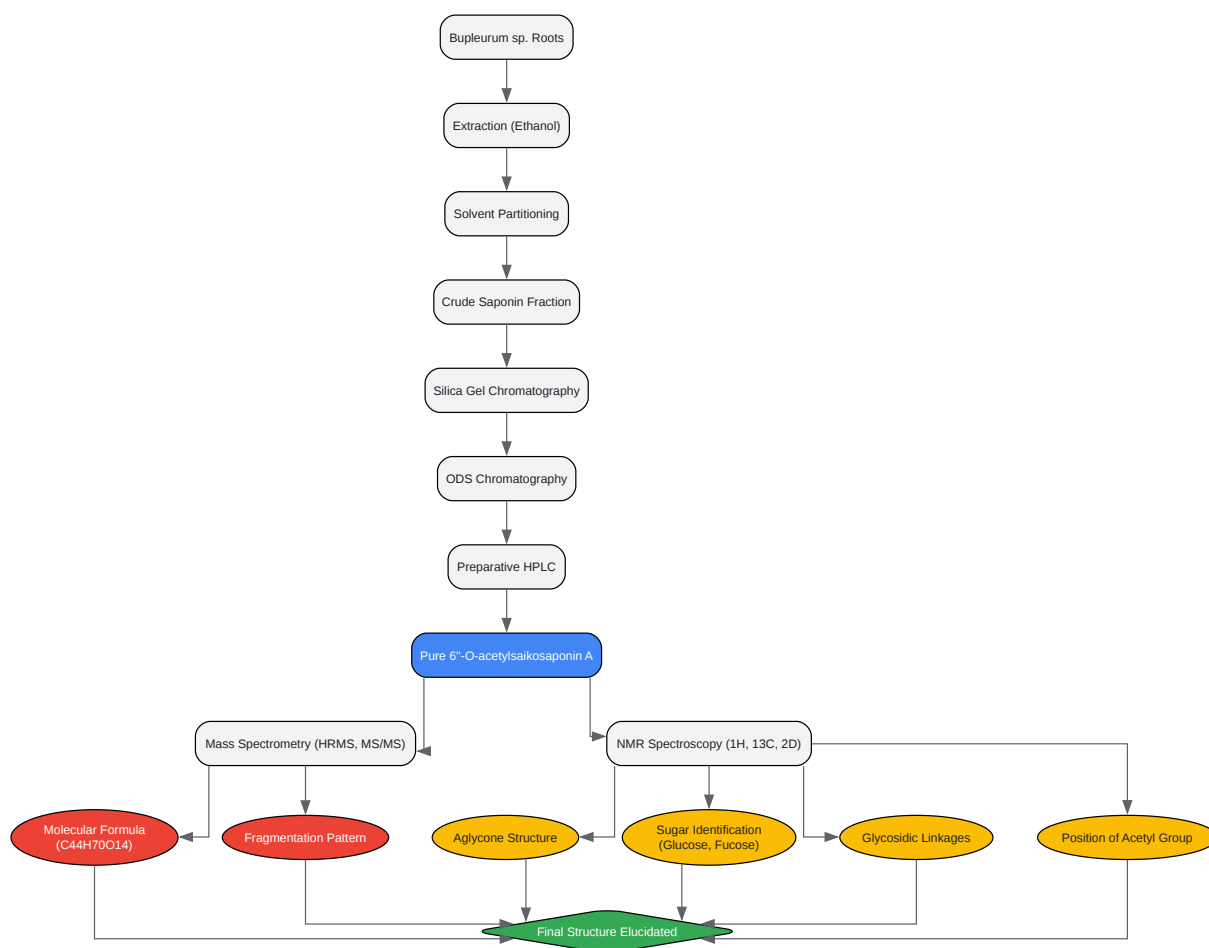 Bupleurum sp. Roots
Extraction (Ethanol)
Solvent Partitioning
Crude Saponin Fraction
Silica Gel Chromatography
ODS Chromatography
Preparative HPLC
Pure 6''-O-acetylsaikosaponin A
Mass Spectrometry (HRMS, MS/MS)
NMR Spectroscopy (1H, 13C, 2D)
Molecular Formula
(C44H70O14)
Fragmentation Pattern
Aglycone Structure
Sugar Identification
(Glucose, Fucose)
Glycosidic Linkages
Position of Acetyl Group
Final Structure Elucidated